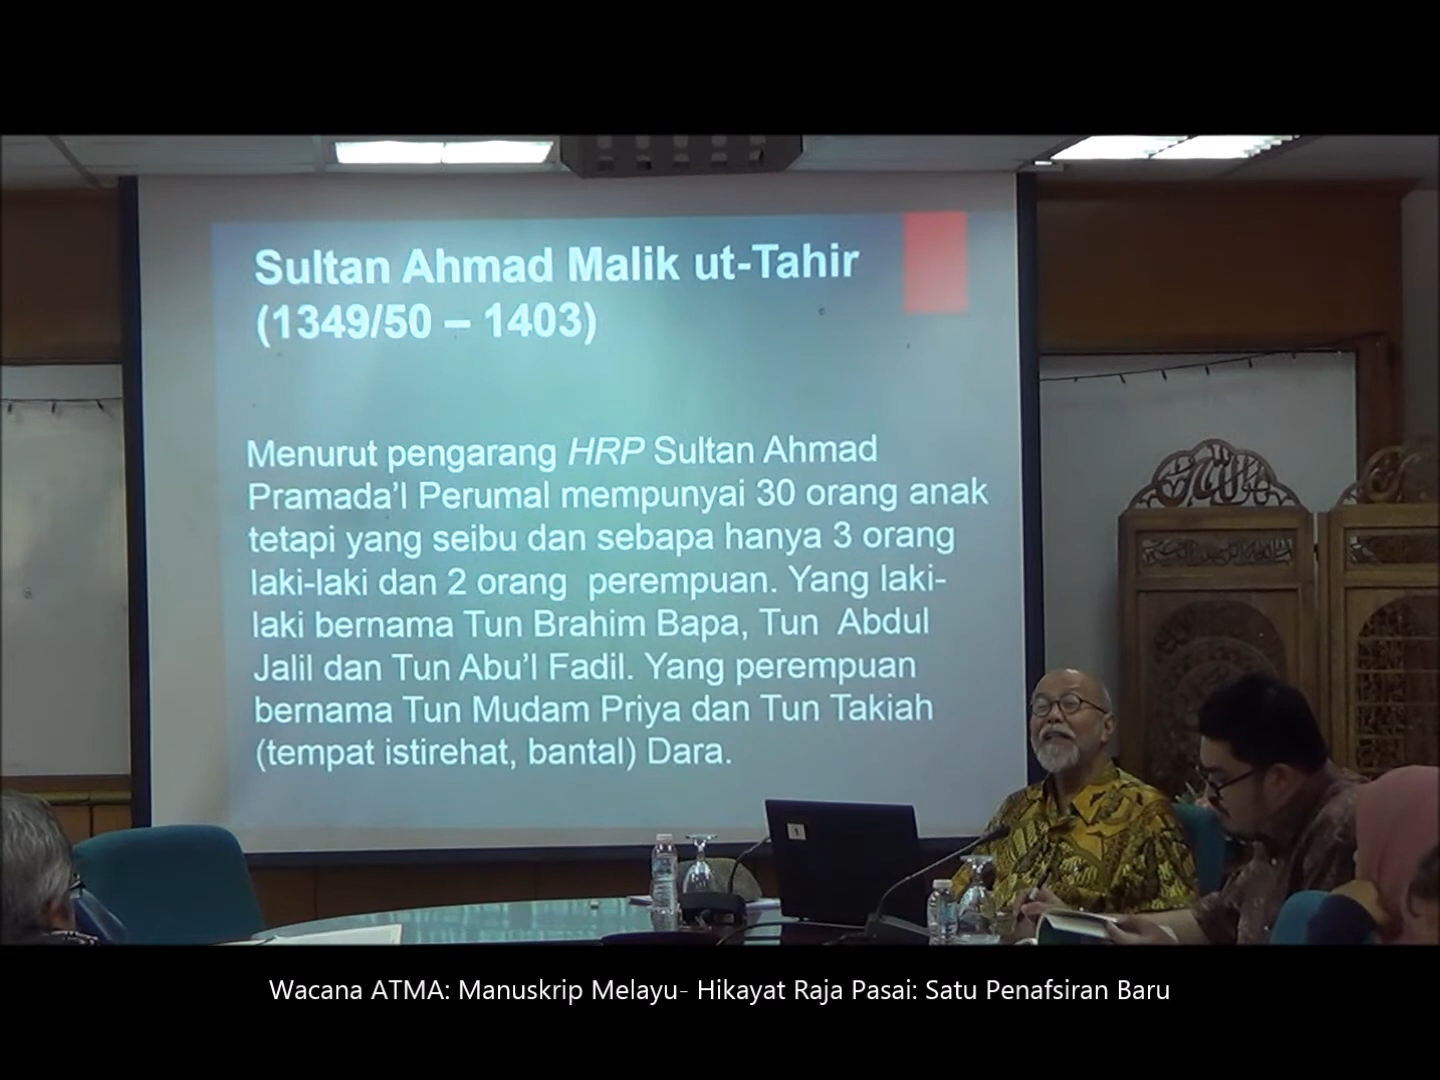 Sultan Ahmad Malik ut-Tahir
(1349/50 – 1403)
Menurut pengarang HRP Sultan Ahmad
Pramada’l Perumal mempunyai 30 orang anak
tetapi yang seibu dan sebapa hanya 3 orang
laki-laki dan 2 orang perempuan. Yang laki-
laki bernama Tun Brahim Bapa, Tun Abdul
Jalil dan Tun Abu’l Fadil. Yang perempuan
bernama Tun Mudam Priya dan Tun Takiah
(tempat istirehat, bantal) Dara.
Wacana ATMA: Manuskrip Melayu- Hikayat Raja Pasai: Satu Penafsiran Baru